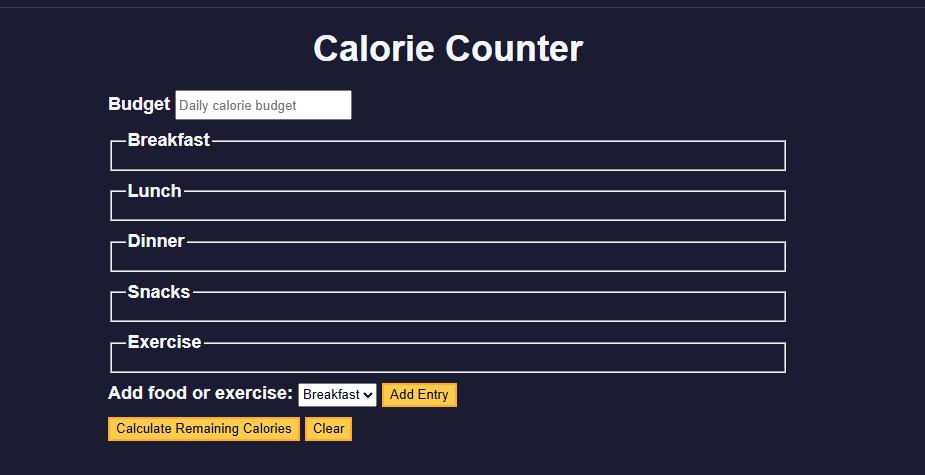 Calorie Counter
Budget Daily calorie budget
Breakfast
Lunch
Dinner
Snacks
Exercise
Add food or exercise: Breakfast Add Entry
Calculate Remaining Calories Clear